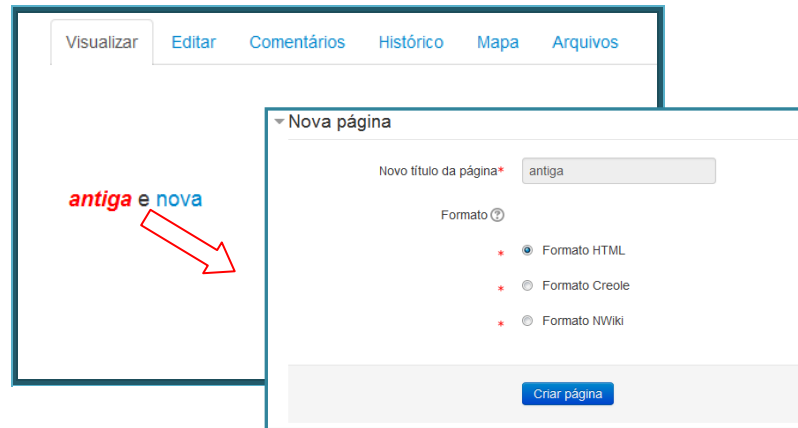 Visualizar Editar Comentários Histórico Mapa Arquivos
antiga e nova
Nova página
Novo título da página* antiga
Formato ?
* Formato HTML
* Formato Creole
* Formato NWiki
Criar página